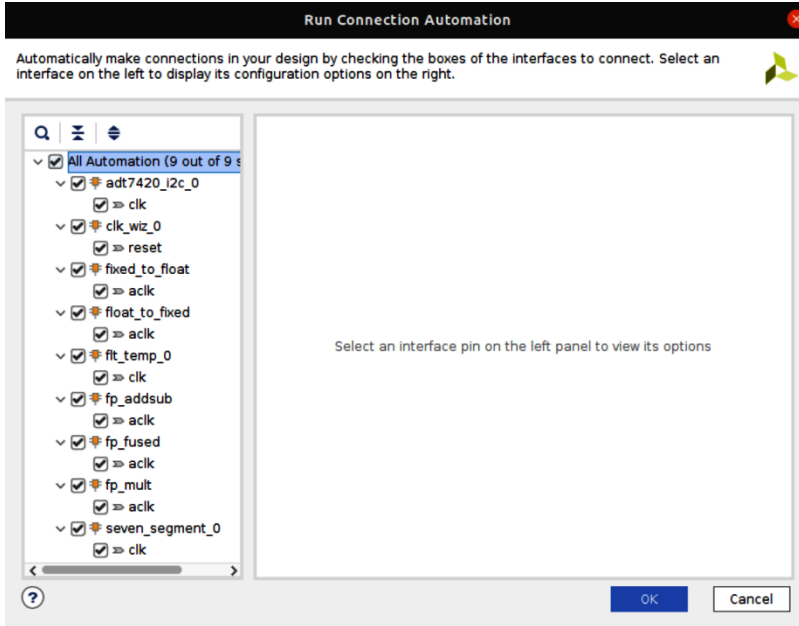 Run Connection Automation
Automatically make connections in your design by checking the boxes of the interfaces to connect. Select an
interface on the left to display its configuration options on the right.
All Automation (9 out of 9 s
adt7420_i2c_0
clk
clk_wiz_0
reset
fixed_to_float
aclk
float_to_fixed
aclk
flt_temp_0
clk
fp_addsub
aclk
fp_fused
aclk
fp_mult
aclk
seven_segment_0
clk
Select an interface pin on the left panel to view its options
?
OK
Cancel